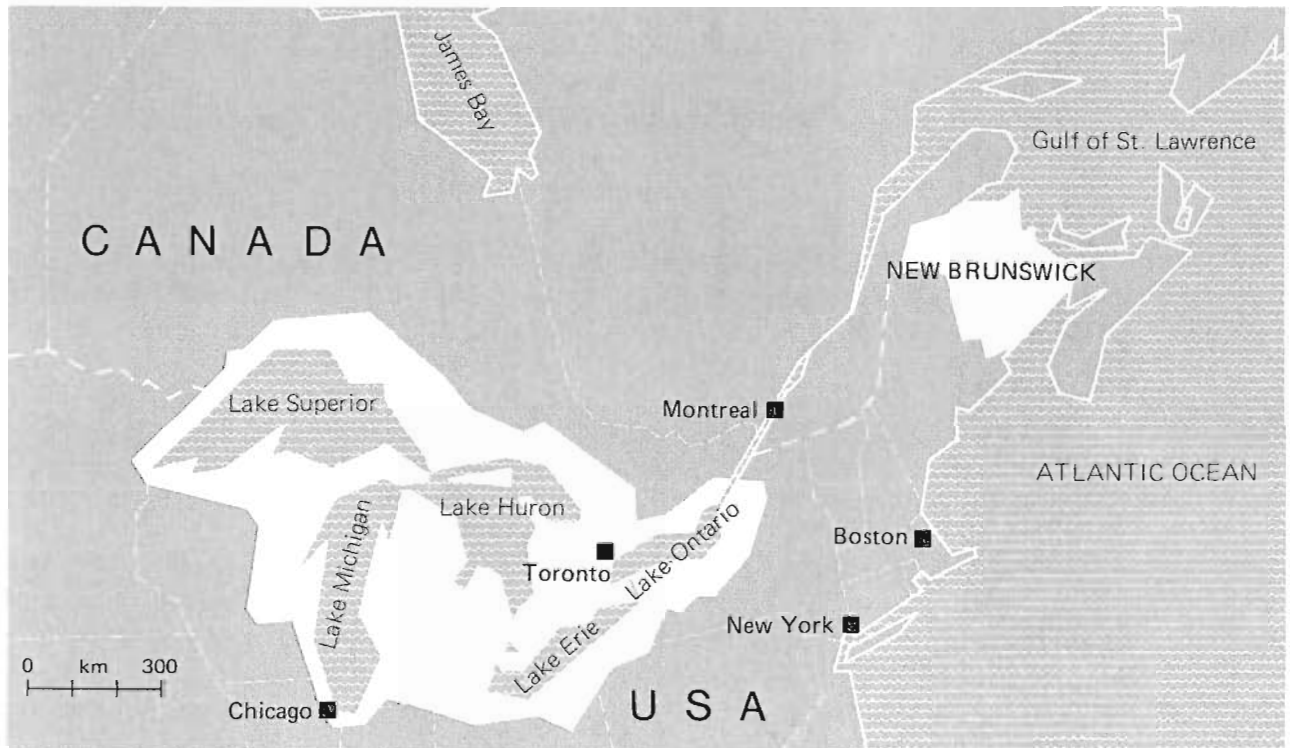 James Bay
Gulf of St. Lawrence
CANADA
NEW BRUNSWICK
Lake Superior
Montreal
ATLANTIC OCEAN
Lake Huron
Lake Michigan
Lake Ontario
Boston
Toronto
New York
Lake Erie
0 km 300
Chicago
USA